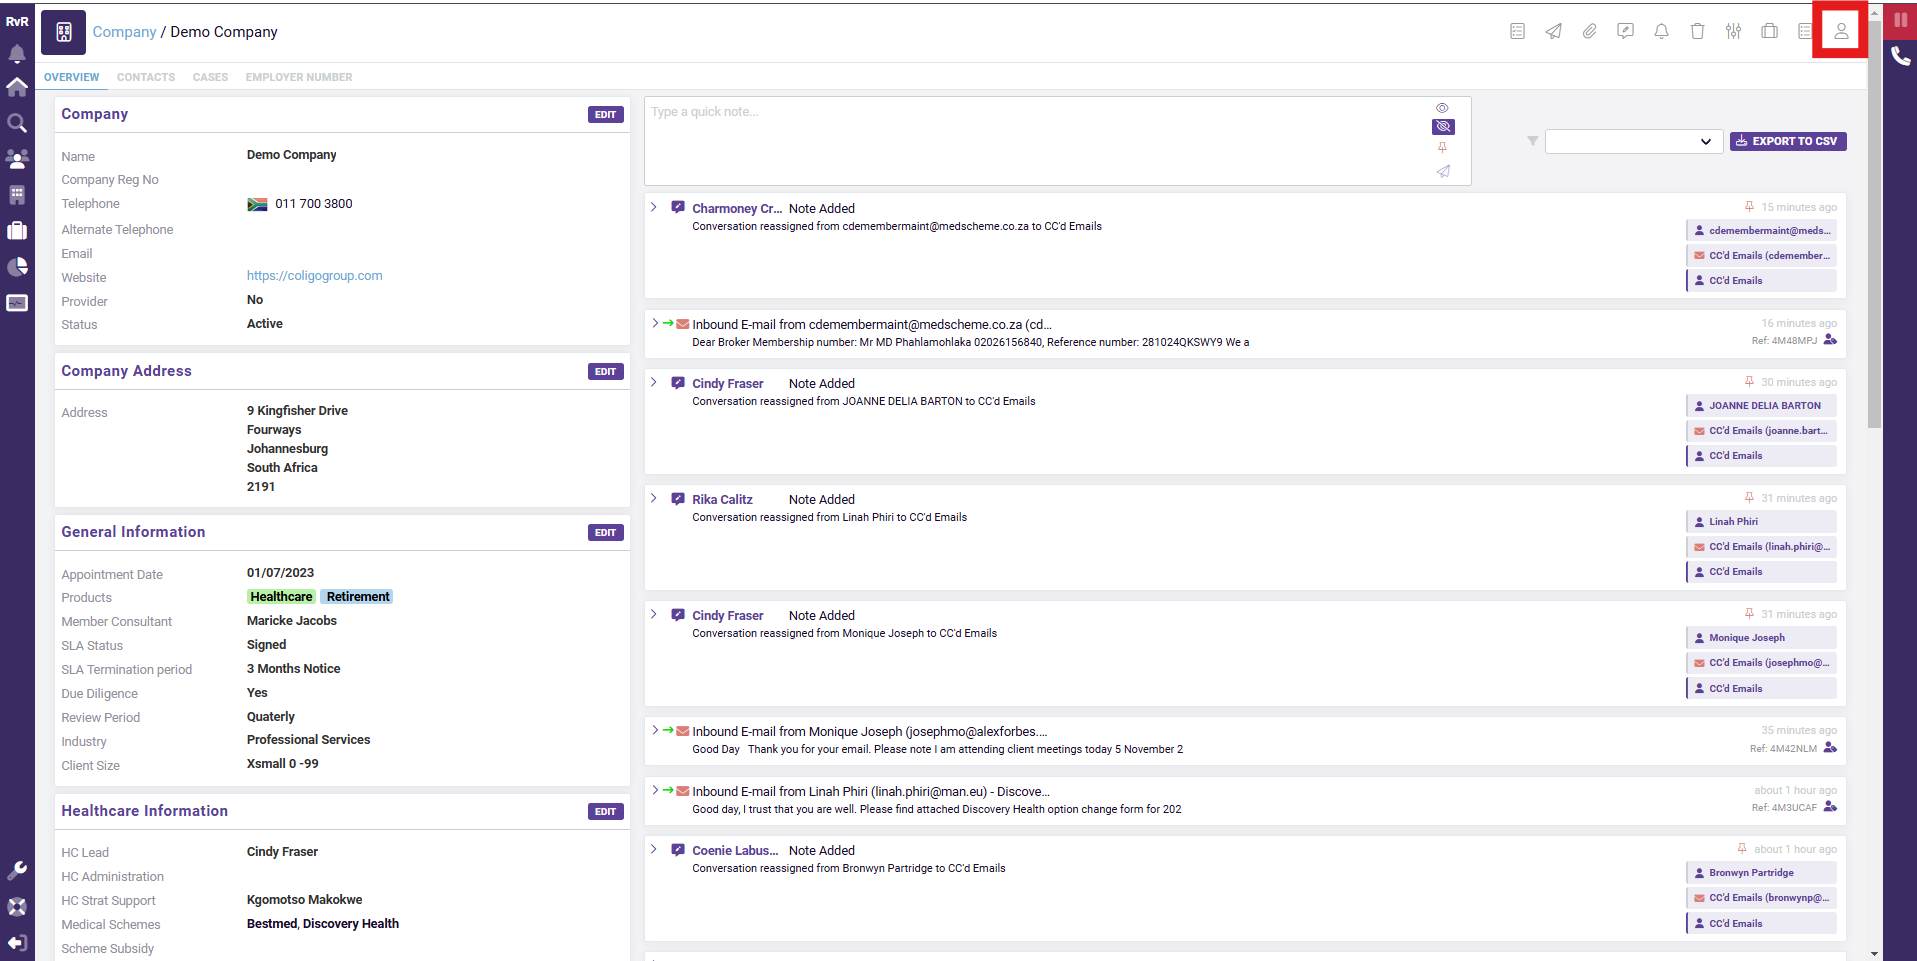 RvR
Company / Demo Company
OVERVIEW CONTACTS CASES EMPLOYER NUMBER
Company EDIT
Name Demo Company
Company Reg No
Telephone 011 700 3800
Alternate Telephone
Email
Website https://coligogroup.com
Provider No
Status Active
Company Address EDIT
Address 9 Kingfisher Drive
Fourways
Johannesburg
South Africa
2191
General Information EDIT
Appointment Date 01/07/2023
Products Healthcare Retirement
Member Consultant Maricke Jacobs
SLA Status Signed
SLA Termination period 3 Months Notice
Due Diligence Yes
Review Period Quaterly
Industry Professional Services
Client Size Xsmall 0 -99
Healthcare Information EDIT
HC Lead Cindy Fraser
HC Administration
HC Strat Support Kgomotso Makokwe
Medical Schemes Bestmed, Discovery Health
Scheme Subsidy
Type a quick note...
EXPORT TO CSV
Charmoney Cr... Note Added 15 minutes ago
Conversation reassigned from cdemembermaint@medscheme.co.za to CC'd Emails
cdemembermaint@meds...
CC'd Emails (cdemember...
CC'd Emails
Inbound E-mail from cdemembermaint@medscheme.co.za (cd... 16 minutes ago
Dear Broker Membership number: Mr MD Phahlamohlaka 02026156840, Reference number: 281024QKSWY9 We a Ref: 4M48MPJ
Cindy Fraser Note Added 30 minutes ago
Conversation reassigned from JOANNE DELIA BARTON to CC'd Emails
JOANNE DELIA BARTON
CC'd Emails (joanne.bart...
CC'd Emails
Rika Calitz Note Added 31 minutes ago
Conversation reassigned from Linah Phiri to CC'd Emails
Linah Phiri
CC'd Emails (linah.phiri@...
CC'd Emails
Cindy Fraser Note Added 31 minutes ago
Conversation reassigned from Monique Joseph to CC'd Emails
Monique Joseph
CC'd Emails (josephmo@...
CC'd Emails
Inbound E-mail from Monique Joseph (josephmo@alexforbes.... 35 minutes ago
Good Day Thank you for your email. Please note I am attending client meetings today 5 November 2 Ref: 4M42NLM
Inbound E-mail from Linah Phiri (linah.phiri@man.eu) - Discove... about 1 hour ago
Good day, I trust that you are well. Please find attached Discovery Health option change form for 202 Ref: 4M3UCAF
Coenie Labus... Note Added about 1 hour ago
Conversation reassigned from Bronwyn Partridge to CC'd Emails
Bronwyn Partridge
CC'd Emails (bronwynp@...
CC'd Emails